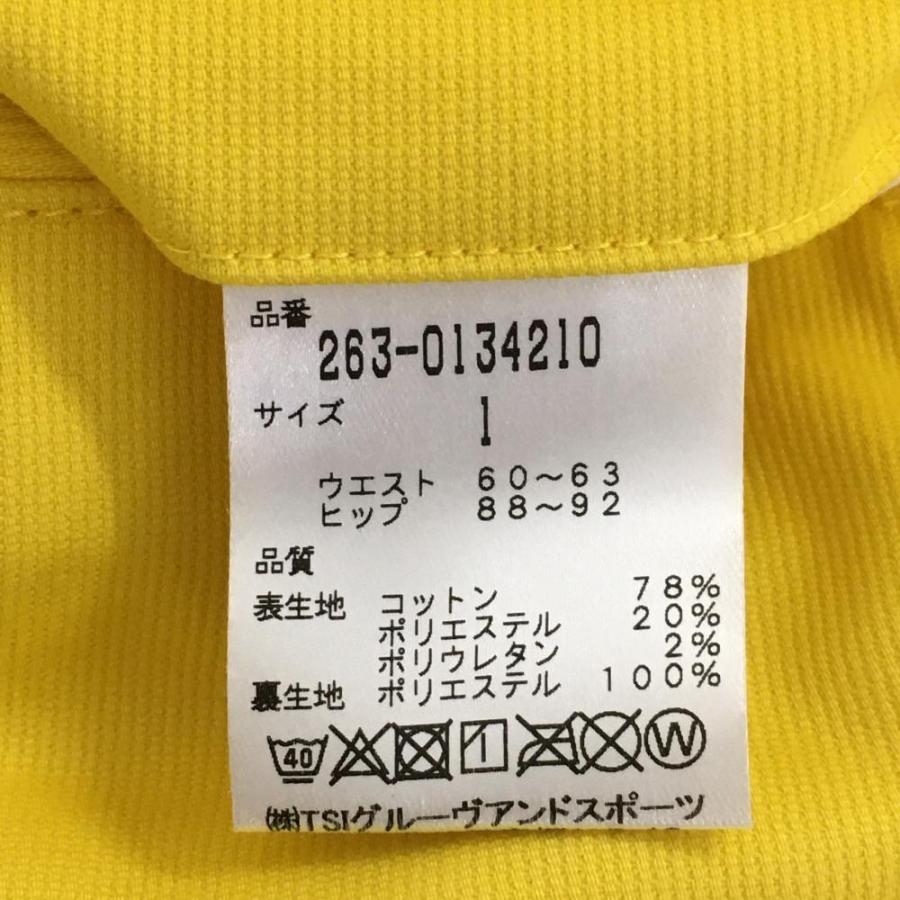 品番
263-0134210
サイズ 1
ウエスト 60～63
ヒップ 88～92
品質
表生地 コットン 78%
ポリエステル 20%
ポリウレタン 2%
裏生地 ポリエステル 100%
40 W
㈱TSIグルーヴアンドスポーツ